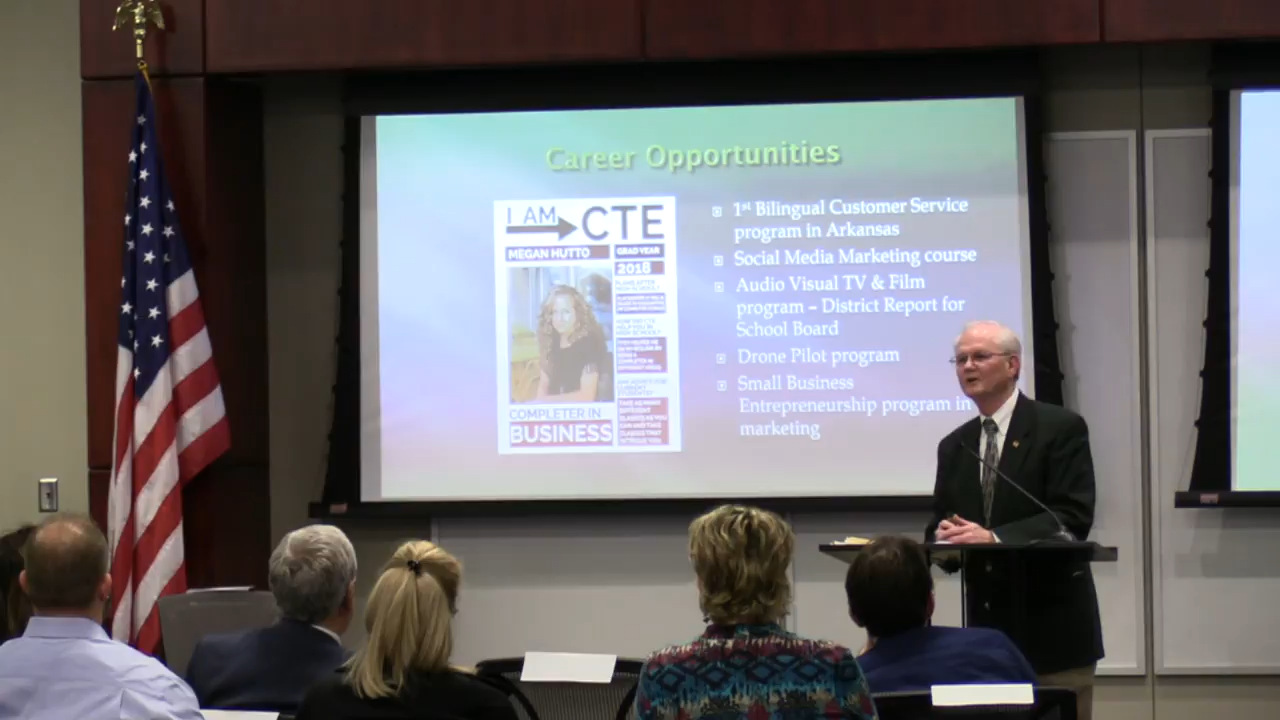 Career Opportunities
I AM CTE
MEGAN HUTTO
GRAD YEAR
2018
COMPLETER IN
BUSINESS
1st Bilingual Customer Service
program in Arkansas
Social Media Marketing course
Audio Visual TV & Film
program – District Report for
School Board
Drone Pilot program
Small Business
Entrepreneurship program in
marketing